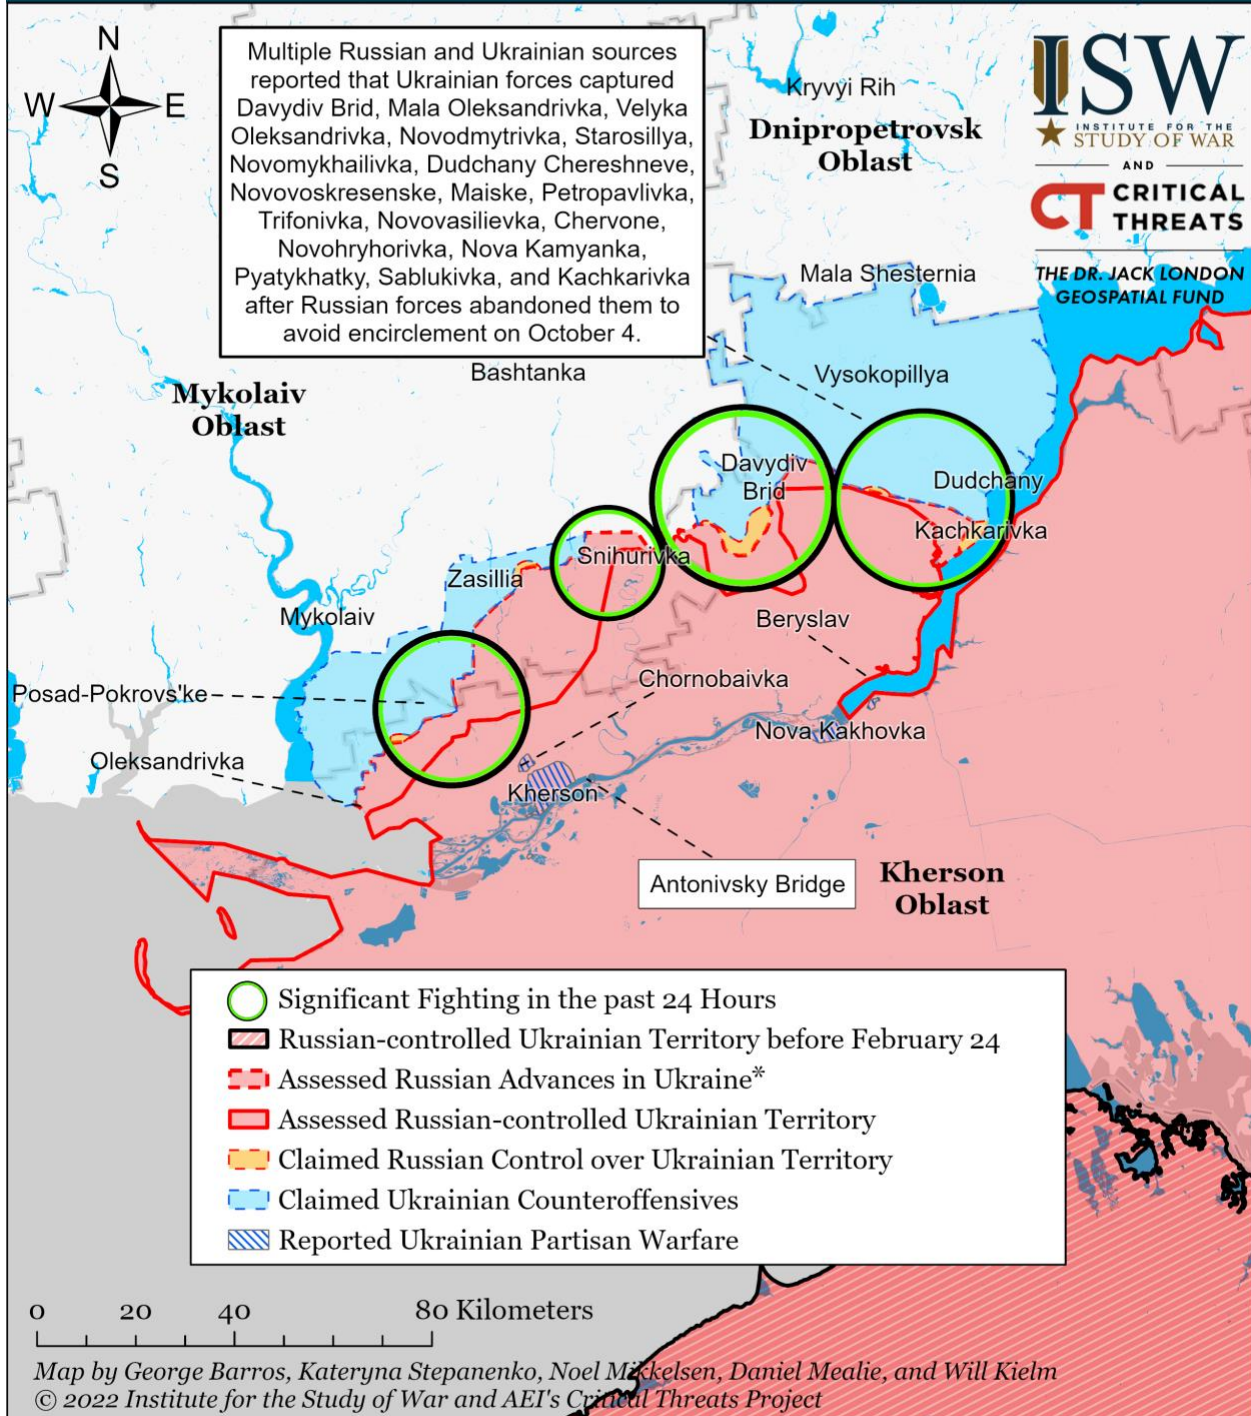 N
W
E
S
Multiple Russian and Ukrainian sources
reported that Ukrainian forces captured
Davydiv Brid, Mala Oleksandrivka, Velyka
Oleksandrivka, Novodmytrivka, Starosillya,
Novomykhailivka, Dudchany Chereshneve,
Novovoskresenske, Maiske, Petropavlivka,
Trifonivka, Novovasilievka, Chervone,
Novohryhorivka, Nova Kamyanka,
Pyatykhatky, Sablukivka, and Kachkarivka
after Russian forces abandoned them to
avoid encirclement on October 4.
ISW
INSTITUTE FOR THE
STUDY OF WAR
AND
CT CRITICAL
THREATS
THE DR. JACK LONDON
GEOSPATIAL FUND
Kryvyi Rih
Dnipropetrovsk
Oblast
Mala Shesternia
Bashtanka
Vysokopillya
Mykolaiv
Oblast
Davydiv
Brid
Dudchany
Kachkarivka
Snihurivka
Zasillia
Mykolaiv
Beryslav
Chornobaivka
Posad-Pokrovs'ke
Nova Kakhovka
Oleksandrivka
Kherson
Antonivsky Bridge
Kherson
Oblast
Significant Fighting in the past 24 Hours
Russian-controlled Ukrainian Territory before February 24
Assessed Russian Advances in Ukraine*
Assessed Russian-controlled Ukrainian Territory
Claimed Russian Control over Ukrainian Territory
Claimed Ukrainian Counteroffensives
Reported Ukrainian Partisan Warfare
0 20 40 80 Kilometers
Map by George Barros, Kateryna Stepanenko, Noel Mikkelsen, Daniel Mealie, and Will Kielm
© 2022 Institute for the Study of War and AEI's Critical Threats Project